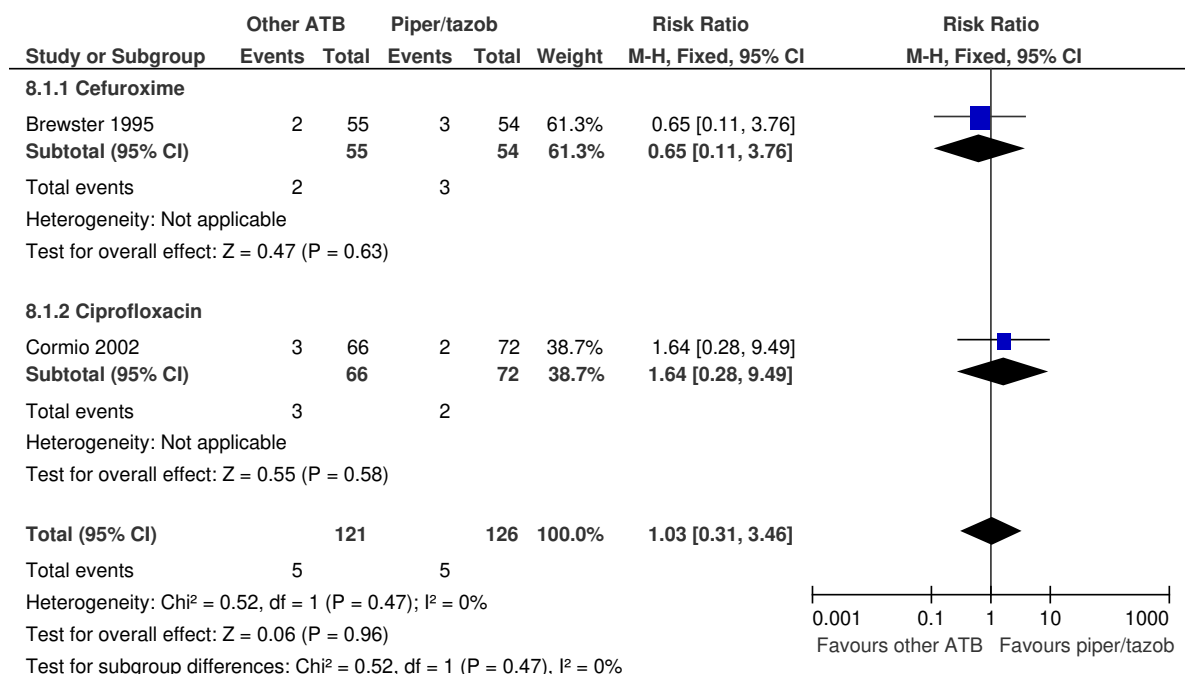 Other ATB Piper/tazob Risk Ratio Risk Ratio
Study or Subgroup Events Total Events Total Weight M-H, Fixed, 95% CI M-H, Fixed, 95% CI
8.1.1 Cefuroxime
Brewster 1995 2 55 3 54 61.3% 0.65 [0.11, 3.76]
Subtotal (95% CI) 55 54 61.3% 0.65 [0.11, 3.76]
Total events 2 3
Heterogeneity: Not applicable
Test for overall effect: Z = 0.47 (P = 0.63)
8.1.2 Ciprofloxacin
Cormio 2002 3 66 2 72 38.7% 1.64 [0.28, 9.49]
Subtotal (95% CI) 66 72 38.7% 1.64 [0.28, 9.49]
Total events 3 2
Heterogeneity: Not applicable
Test for overall effect: Z = 0.55 (P = 0.58)
Total (95% CI) 121 126 100.0% 1.03 [0.31, 3.46]
Total events 5 5
Heterogeneity: Chi² = 0.52, df = 1 (P = 0.47); I² = 0%
Test for overall effect: Z = 0.06 (P = 0.96)
Test for subgroup differences: Chi² = 0.52, df = 1 (P = 0.47), I² = 0%
0.001 0.1 1 10 1000
Favours other ATB Favours piper/tazob